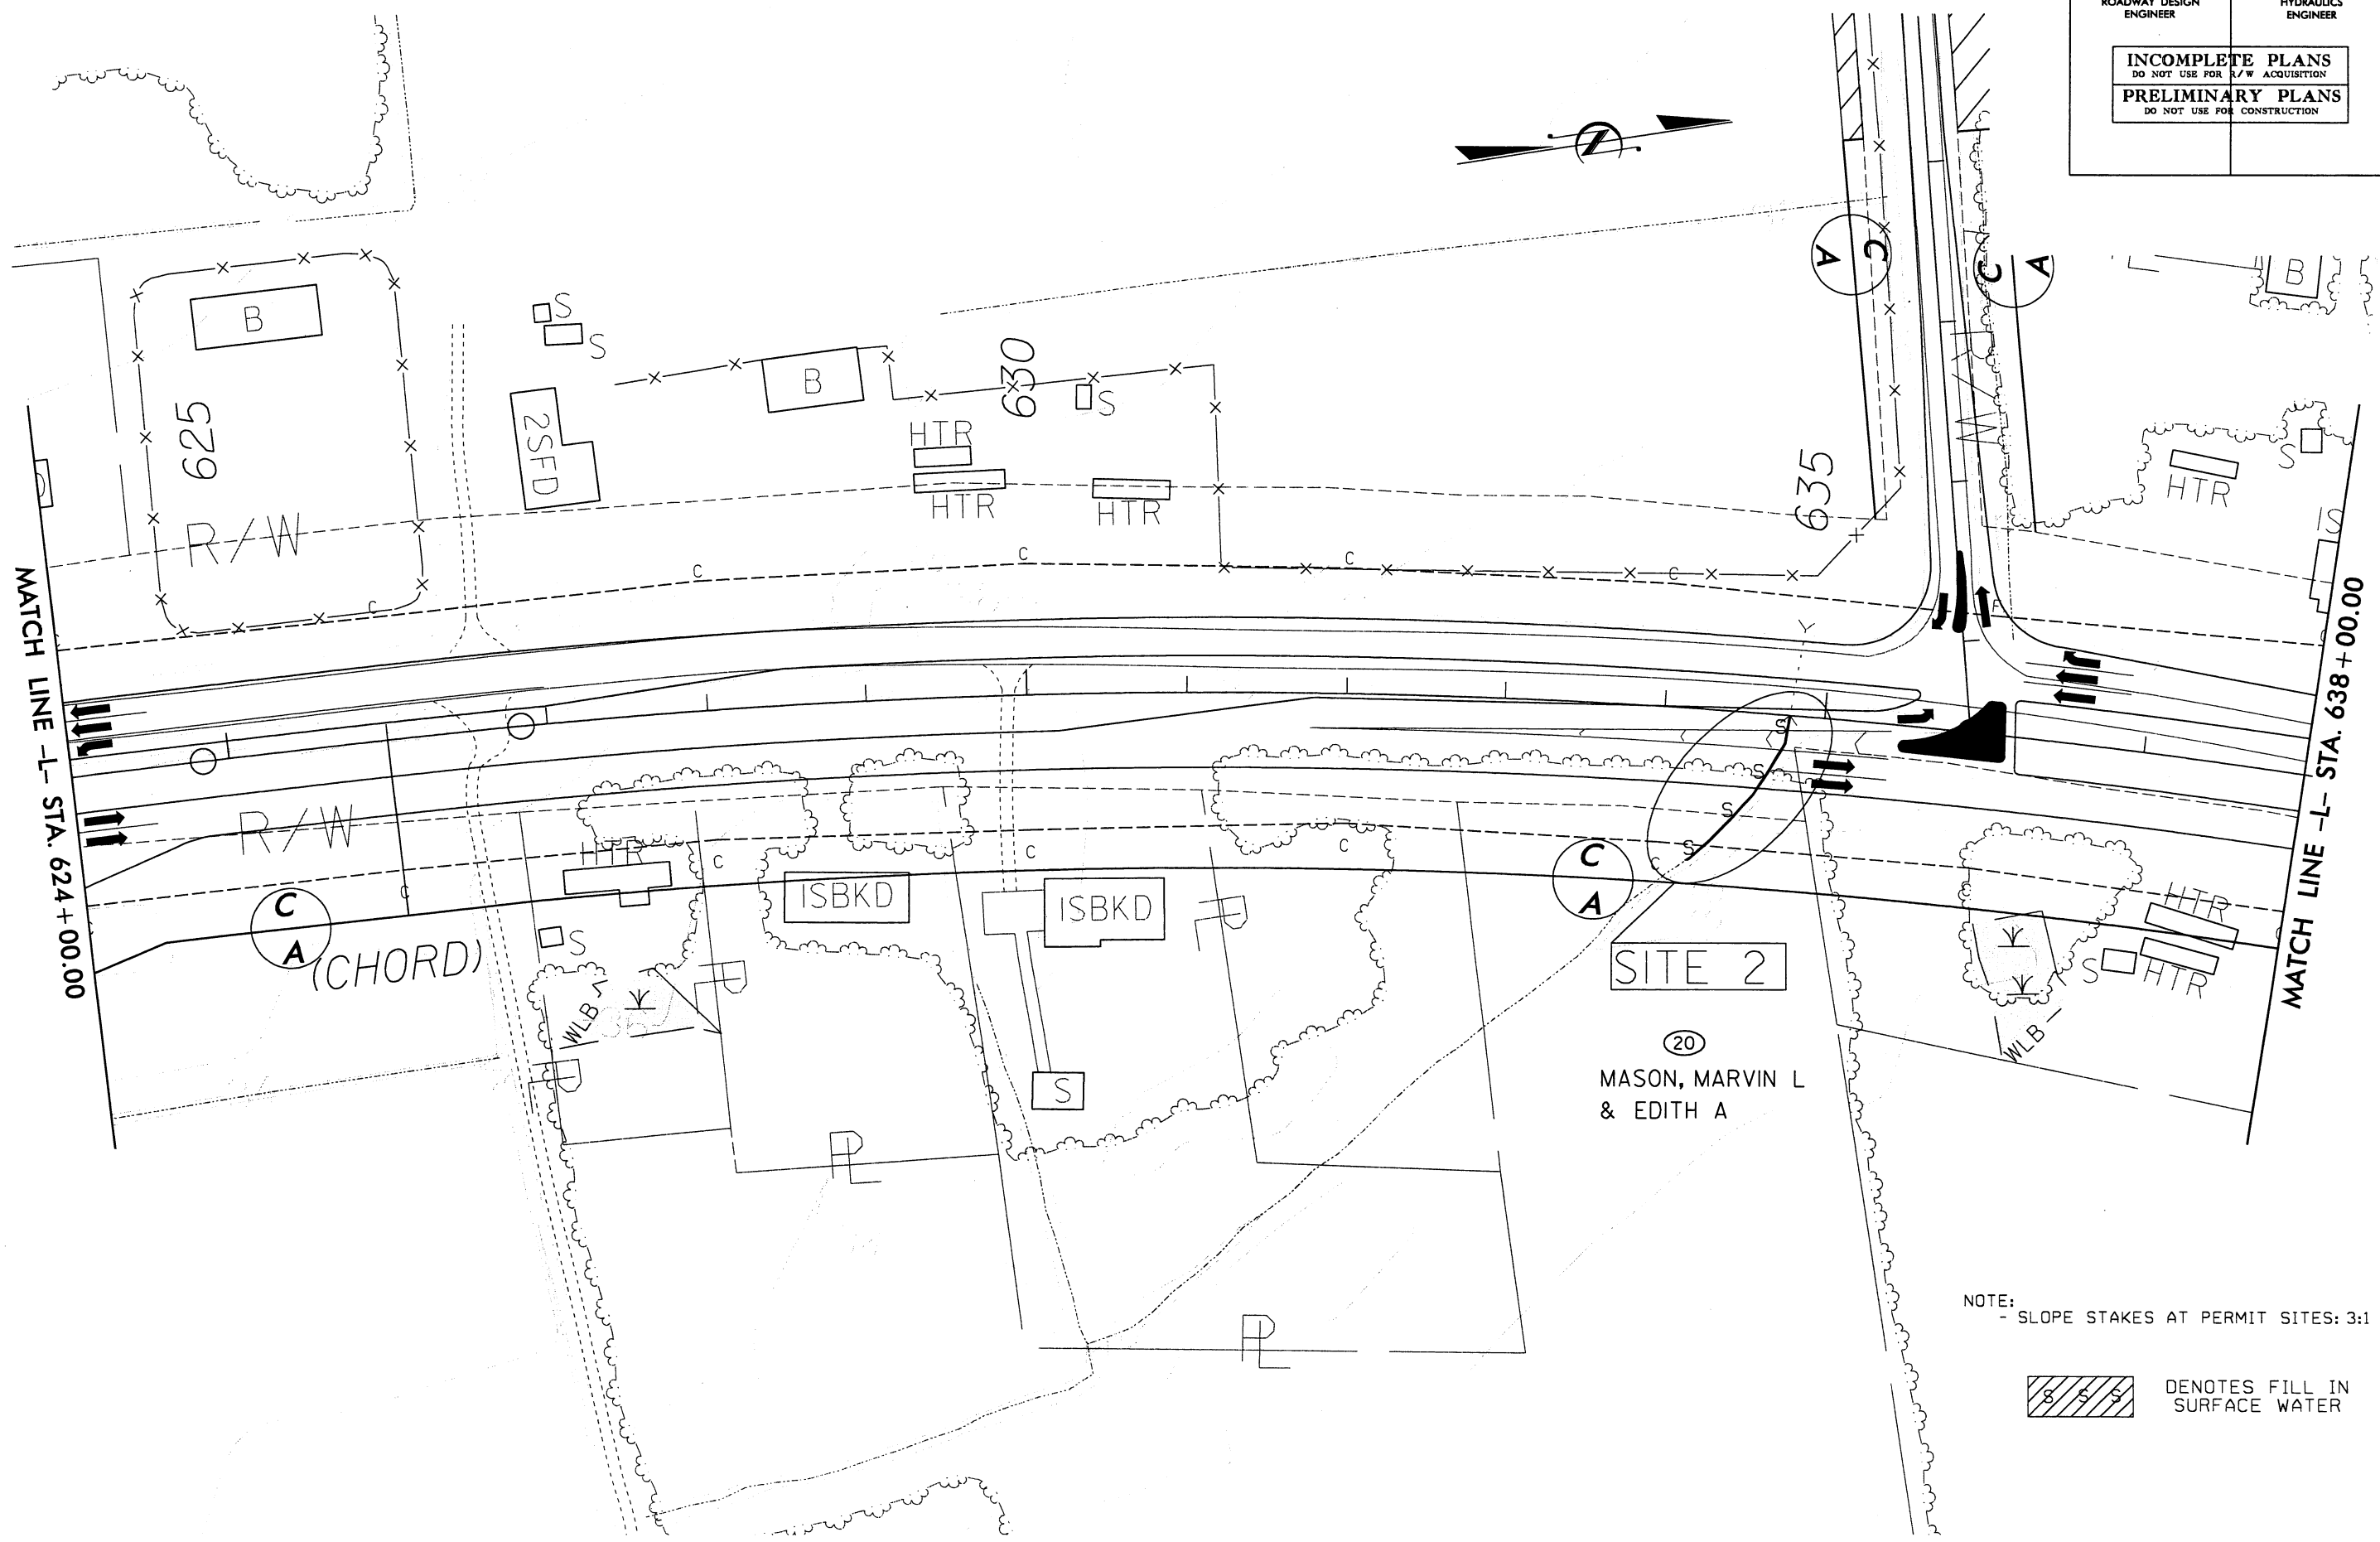 ROADWAY DESIGN
ENGINEER
HYDRAULICS
ENGINEER
INCOMPLETE PLANS
DO NOT USE FOR R/W ACQUISITION
PRELIMINARY PLANS
DO NOT USE FOR CONSTRUCTION
A
C
C
A
B
B
S
S
625
2SFD
B
630
S
HTR
HTR
HTR
635
S
HTR
R/W
C
C
C
C
C
F
Y
MATCH LINE -L- STA. 624+00.00
MATCH LINE -L- STA. 638+00.00
R/W
HTR
C
C
C
C
C
S
S
S
S
C
A
C
A
(CHORD)
ISBKD
ISBKD
S
WLB
S
SITE 2
20
MASON, MARVIN L
& EDITH A
HTR
HTR
S
WLB
PL
PL
NOTE:
- SLOPE STAKES AT PERMIT SITES: 3:1
S S S
DENOTES FILL IN
SURFACE WATER